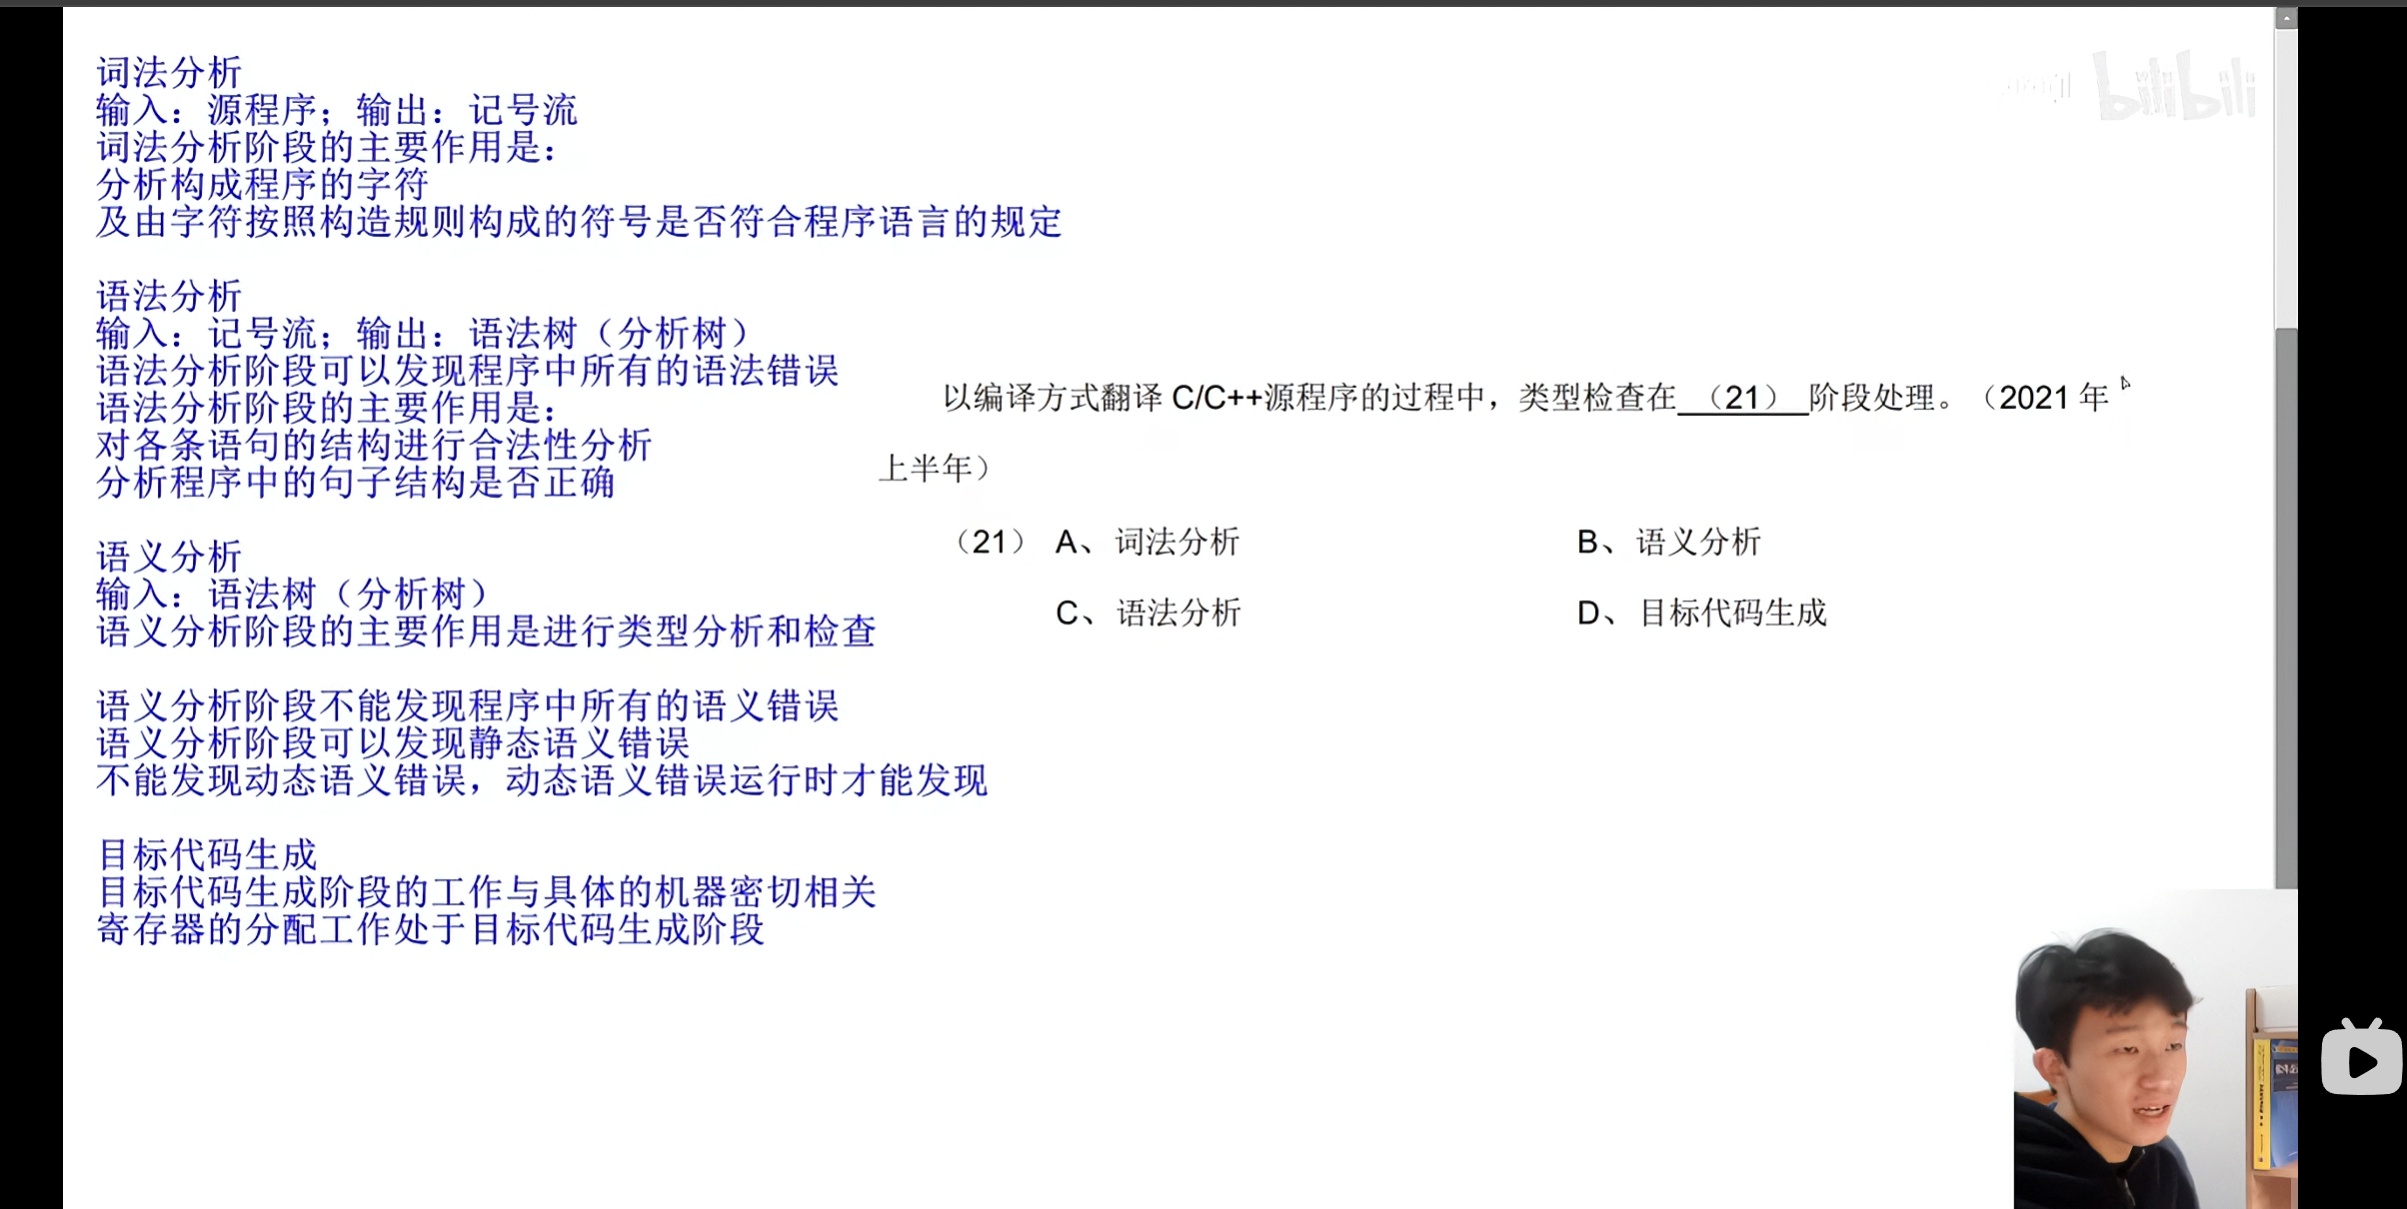 词法分析
输入：源程序；输出：记号流
词法分析阶段的主要作用是：
分析构成程序的字符
及由字符按照构造规则构成的符号是否符合程序语言的规定
语法分析
输入：记号流；输出：语法树（分析树）
语法分析阶段可以发现程序中所有的语法错误
语法分析阶段的主要作用是：
对各条语句的结构进行合法性分析
分析程序中的句子结构是否正确
语义分析
输入：语法树（分析树）
语义分析阶段的主要作用是进行类型分析和检查
语义分析阶段不能发现程序中所有的语义错误
语义分析阶段可以发现静态语义错误
不能发现动态语义错误，动态语义错误运行时才能发现
目标代码生成
目标代码生成阶段的工作与具体的机器密切相关
寄存器的分配工作处于目标代码生成阶段
bilibili
以编译方式翻译 C/C++源程序的过程中，类型检查在 （21） 阶段处理。（2021 年
上半年）
（21） A、词法分析 B、语义分析
C、语法分析 D、目标代码生成